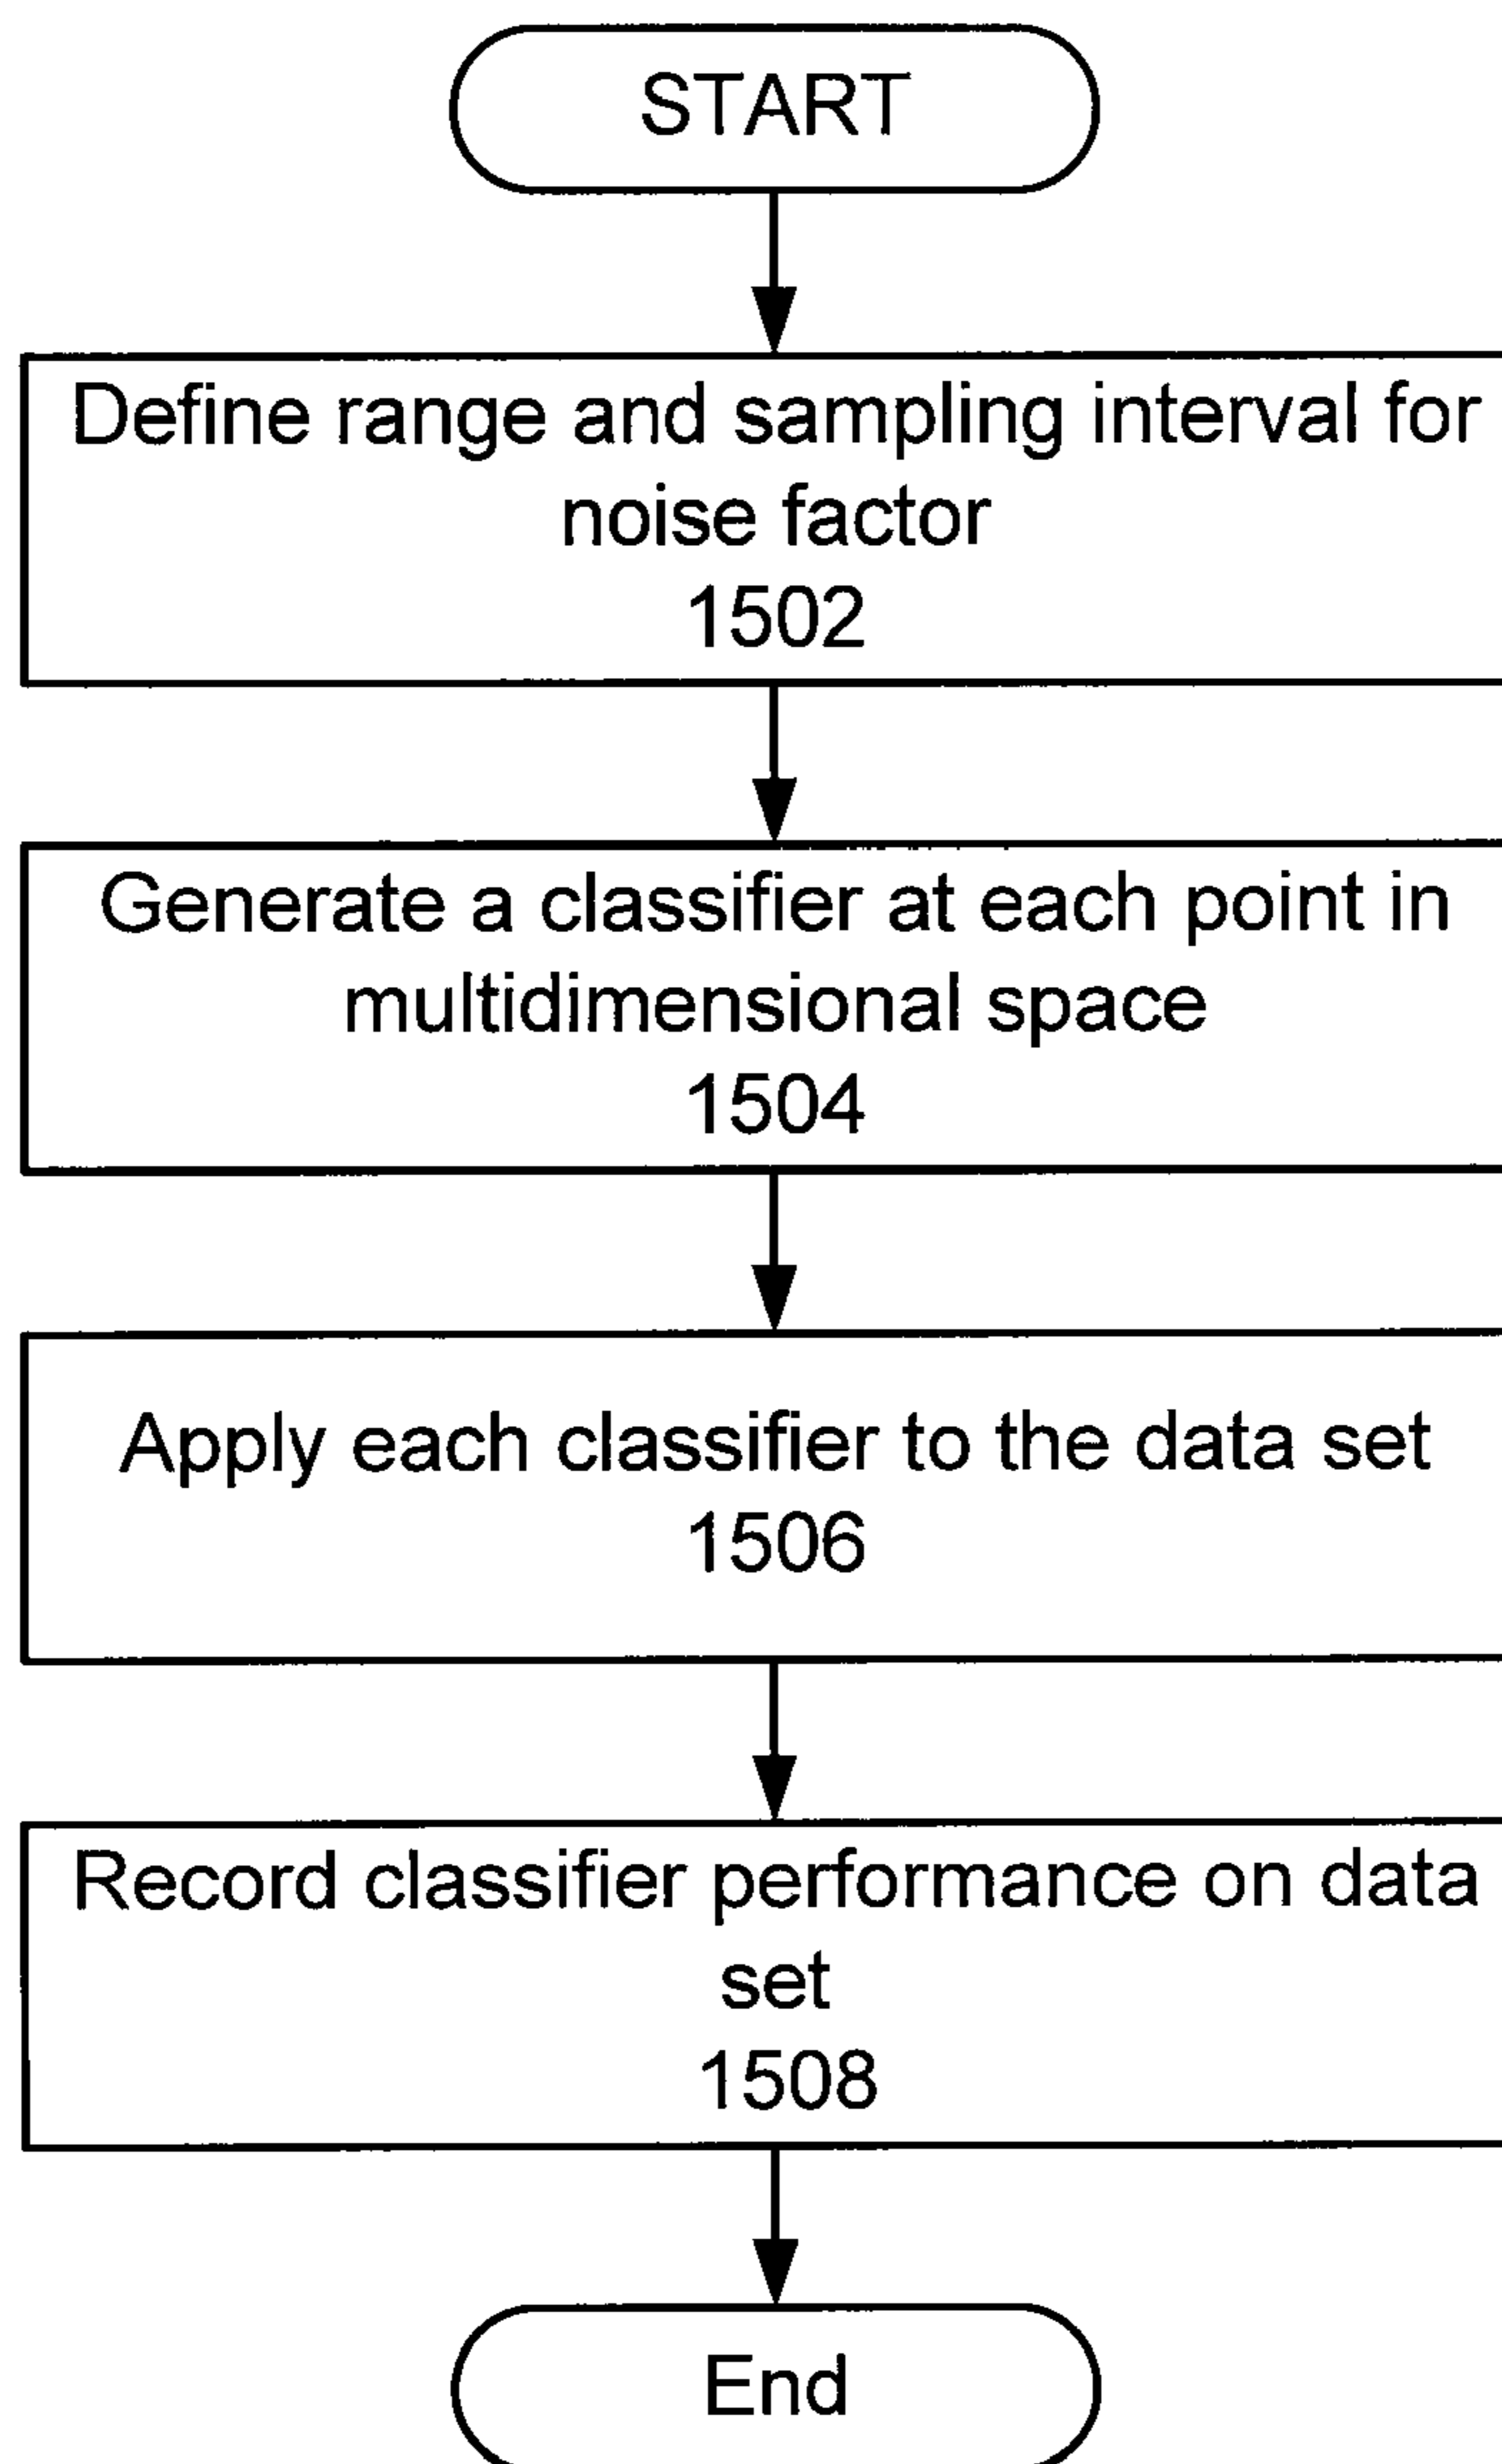 START
Define range and sampling interval for
noise factor
1502
Generate a classifier at each point in
multidimensional space
1504
Apply each classifier to the data set
1506
Record classifier performance on data
set
1508
End